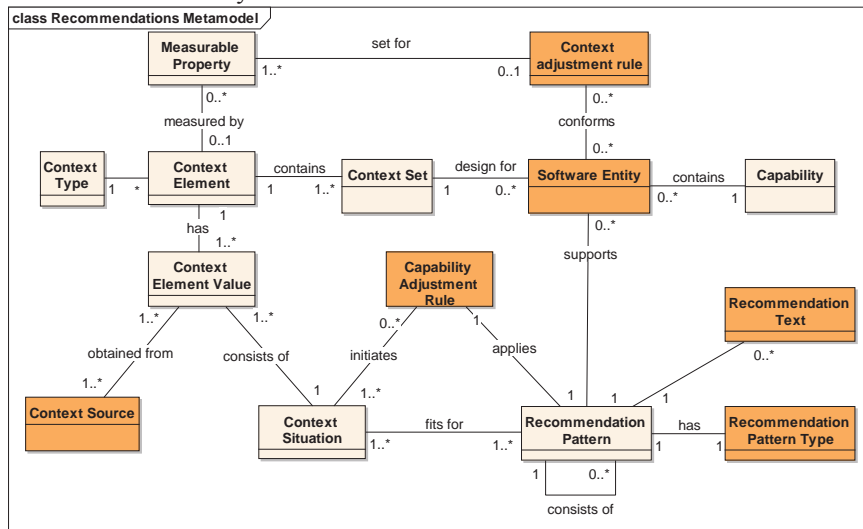 class Recommendations Metamodel
Measurable
Property
set for
Context
adjustment rule
1..*
0..1
0..*
0..*
measured by
conforms
0..1
0..*
Context
Type
Context
Element
contains
Context Set
design for
Software Entity
contains
Capability
1
*
1
1..*
1
0..*
0..*
1
1
0..*
has
1..*
supports
Context
Element Value
Capability
Adjustment
Rule
Recommendation
Text
1..*
1..*
0..*
1
0..*
obtained from
consists of
initiates
applies
1..*
1
1..*
1
1
1
Context Source
Context
Situation
fits for
Recommendation
Pattern
has
Recommendation
Pattern Type
1..*
1..*
1
1
1
0..*
consists of